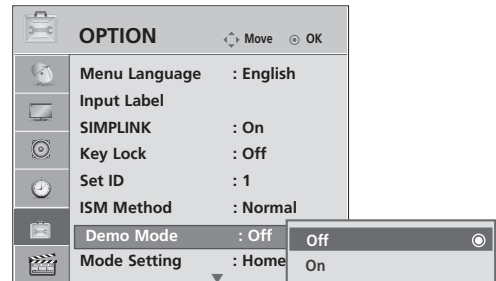 OPTION Move OK
Menu Language : English
Input Label
SIMPLINK : On
Key Lock : Off
Set ID : 1
ISM Method : Normal
Demo Mode : Off
Mode Setting : Home
Off
On